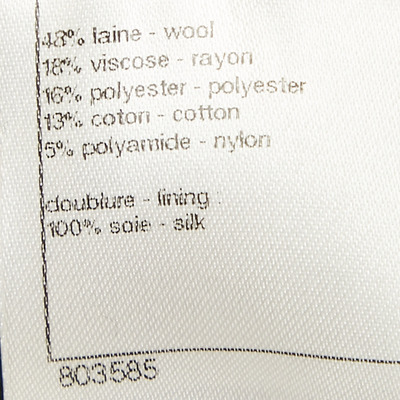 48% laine - wool
18% viscose - rayon
16% polyester - polyester
13% coton - cotton
5% polyamide - nylon
doublure - lining :
100% soie - silk
803585